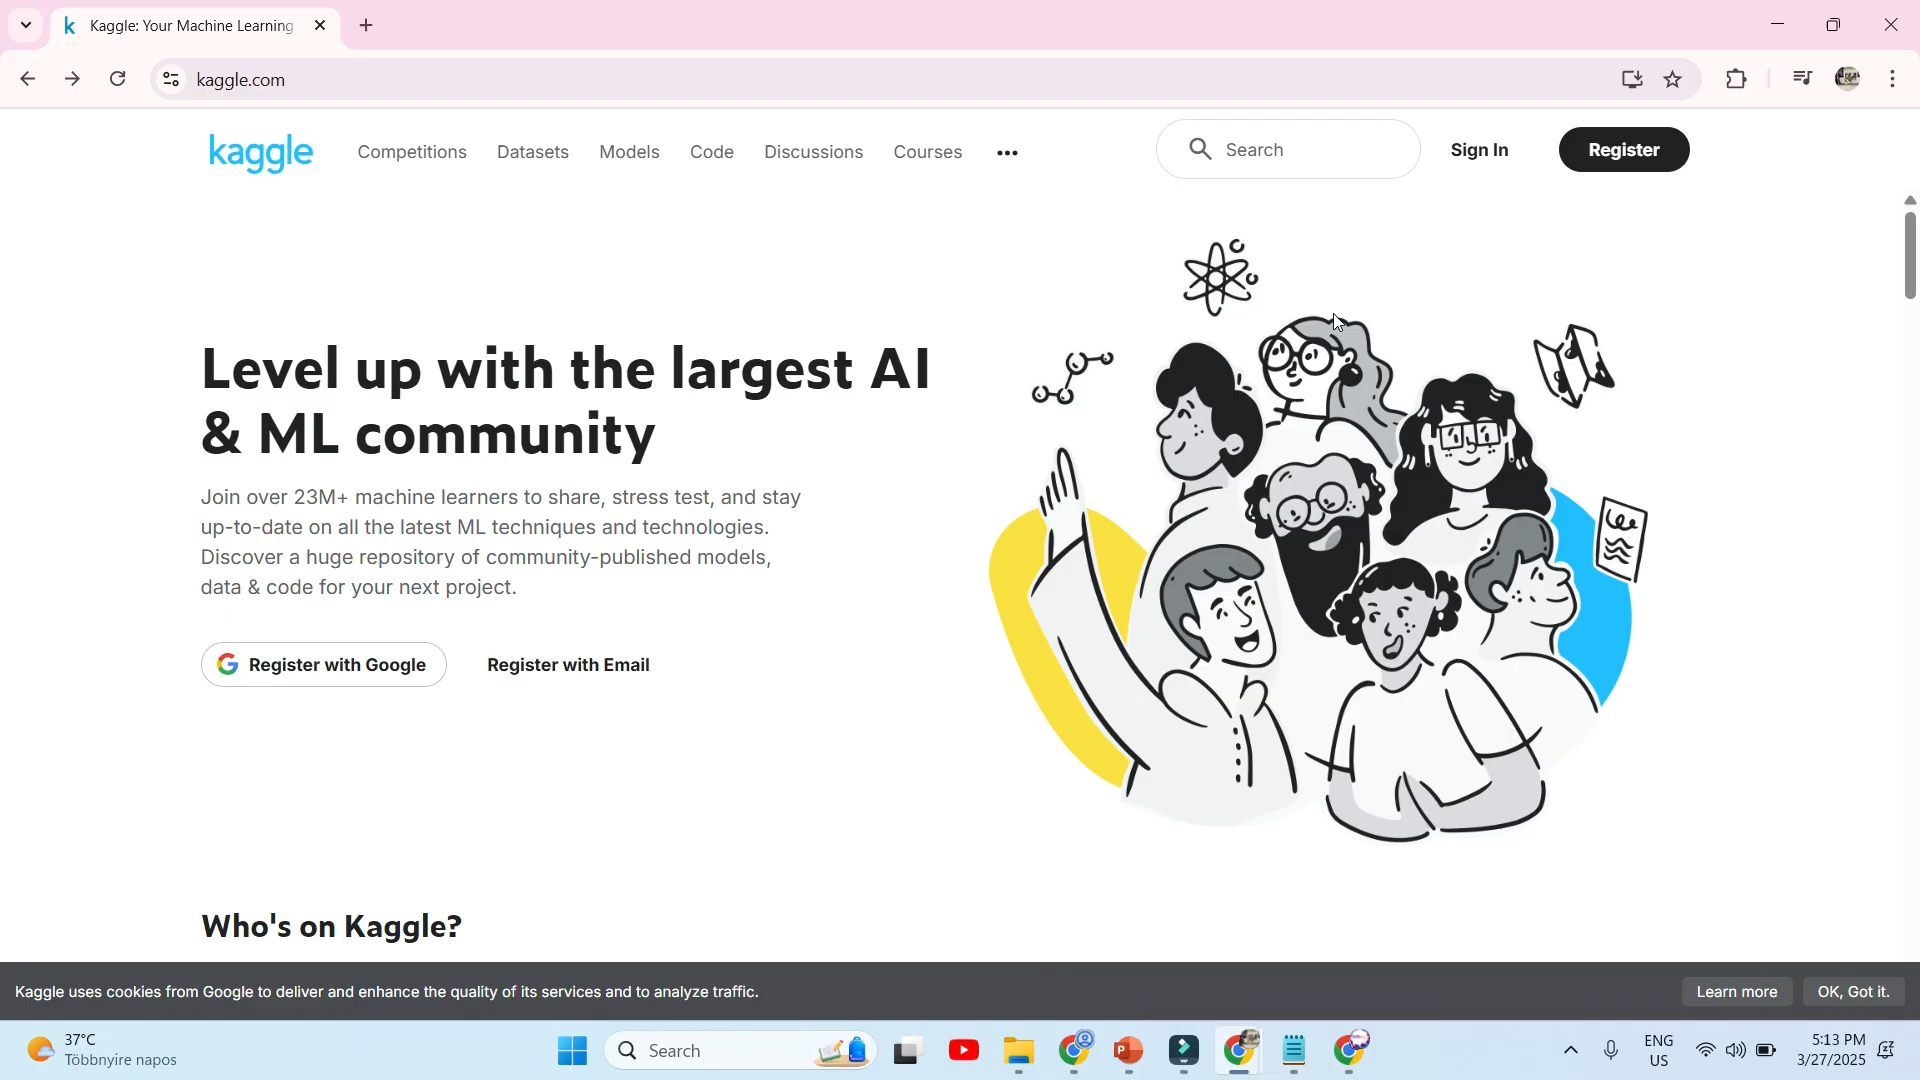 Kaggle: Your Machine Learning
kaggle.com
kaggle
Competitions
Datasets
Models
Code
Discussions
Courses
Search
Sign In
Register
Level up with the largest AI
& ML community
Join over 23M+ machine learners to share, stress test, and stay
up-to-date on all the latest ML techniques and technologies.
Discover a huge repository of community-published models,
data & code for your next project.
Register with Google
Register with Email
Who's on Kaggle?
Kaggle uses cookies from Google to deliver and enhance the quality of its services and to analyze traffic.
Learn more
OK, Got it.
37°C
Többnyire napos
Search
ENG
US
5:13 PM
3/27/2025